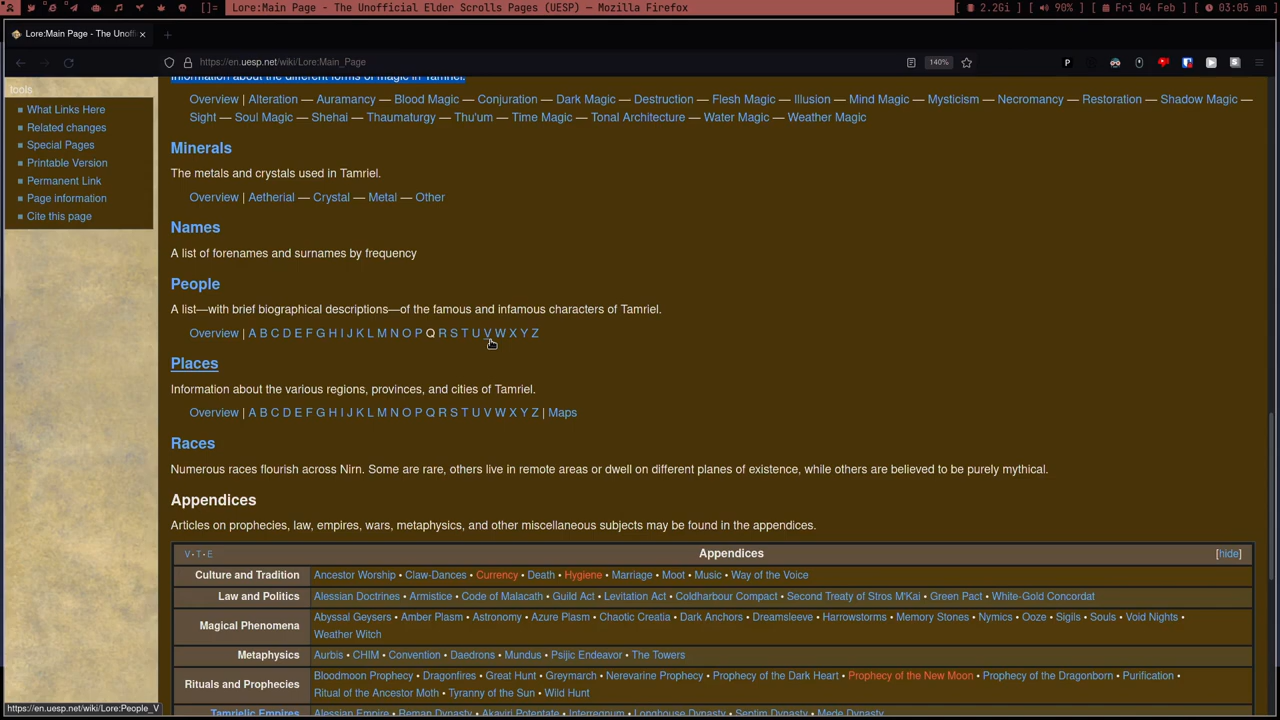 []= Lore:Main Page - The Unofficial Elder Scrolls Pages (UESP) — Mozilla Firefox [ 2.2Gi ] [ 90% ] [ Fri 04 Feb ] [ 03:05 am ]
Lore:Main Page - The Unoffi
https://en.uesp.net/wiki/Lore:Main_Page 140%
tools
What Links Here
Related changes
Special Pages
Printable Version
Permanent Link
Page information
Cite this page
Information about the different forms of magic in Tamriel.
Overview | Alteration — Auramancy — Blood Magic — Conjuration — Dark Magic — Destruction — Flesh Magic — Illusion — Mind Magic — Mysticism — Necromancy — Restoration — Shadow Magic —
Sight — Soul Magic — Shehai — Thaumaturgy — Thu'um — Time Magic — Tonal Architecture — Water Magic — Weather Magic
Minerals
The metals and crystals used in Tamriel.
Overview | Aetherial — Crystal — Metal — Other
Names
A list of forenames and surnames by frequency
People
A list—with brief biographical descriptions—of the famous and infamous characters of Tamriel.
Overview | A B C D E F G H I J K L M N O P Q R S T U V W X Y Z
Places
Information about the various regions, provinces, and cities of Tamriel.
Overview | A B C D E F G H I J K L M N O P Q R S T U V W X Y Z | Maps
Races
Numerous races flourish across Nirn. Some are rare, others live in remote areas or dwell on different planes of existence, while others are believed to be purely mythical.
Appendices
Articles on prophecies, law, empires, wars, metaphysics, and other miscellaneous subjects may be found in the appendices.
V·T·E Appendices [hide]
Culture and Tradition Ancestor Worship • Claw-Dances • Currency • Death • Hygiene • Marriage • Moot • Music • Way of the Voice
Law and Politics Alessian Doctrines • Armistice • Code of Malacath • Guild Act • Levitation Act • Coldharbour Compact • Second Treaty of Stros M'Kai • Green Pact • White-Gold Concordat
Magical Phenomena Abyssal Geysers • Amber Plasm • Astronomy • Azure Plasm • Chaotic Creatia • Dark Anchors • Dreamsleeve • Harrowstorms • Memory Stones • Nymics • Ooze • Sigils • Souls • Void Nights •
Weather Witch
Metaphysics Aurbis • CHIM • Convention • Daedrons • Mundus • Psijic Endeavor • The Towers
Rituals and Prophecies Bloodmoon Prophecy • Dragonfires • Great Hunt • Greymarch • Nerevarine Prophecy • Prophecy of the Dark Heart • Prophecy of the New Moon • Prophecy of the Dragonborn • Purification •
Ritual of the Ancestor Moth • Tyranny of the Sun • Wild Hunt
Tamrielic Empires Alessian Empire • Reman Dynasty • Akaviri Potentate • Interregnum • Longhouse Dynasty • Septim Dynasty • Mede Dynasty
https://en.uesp.net/wiki/Lore:People_V